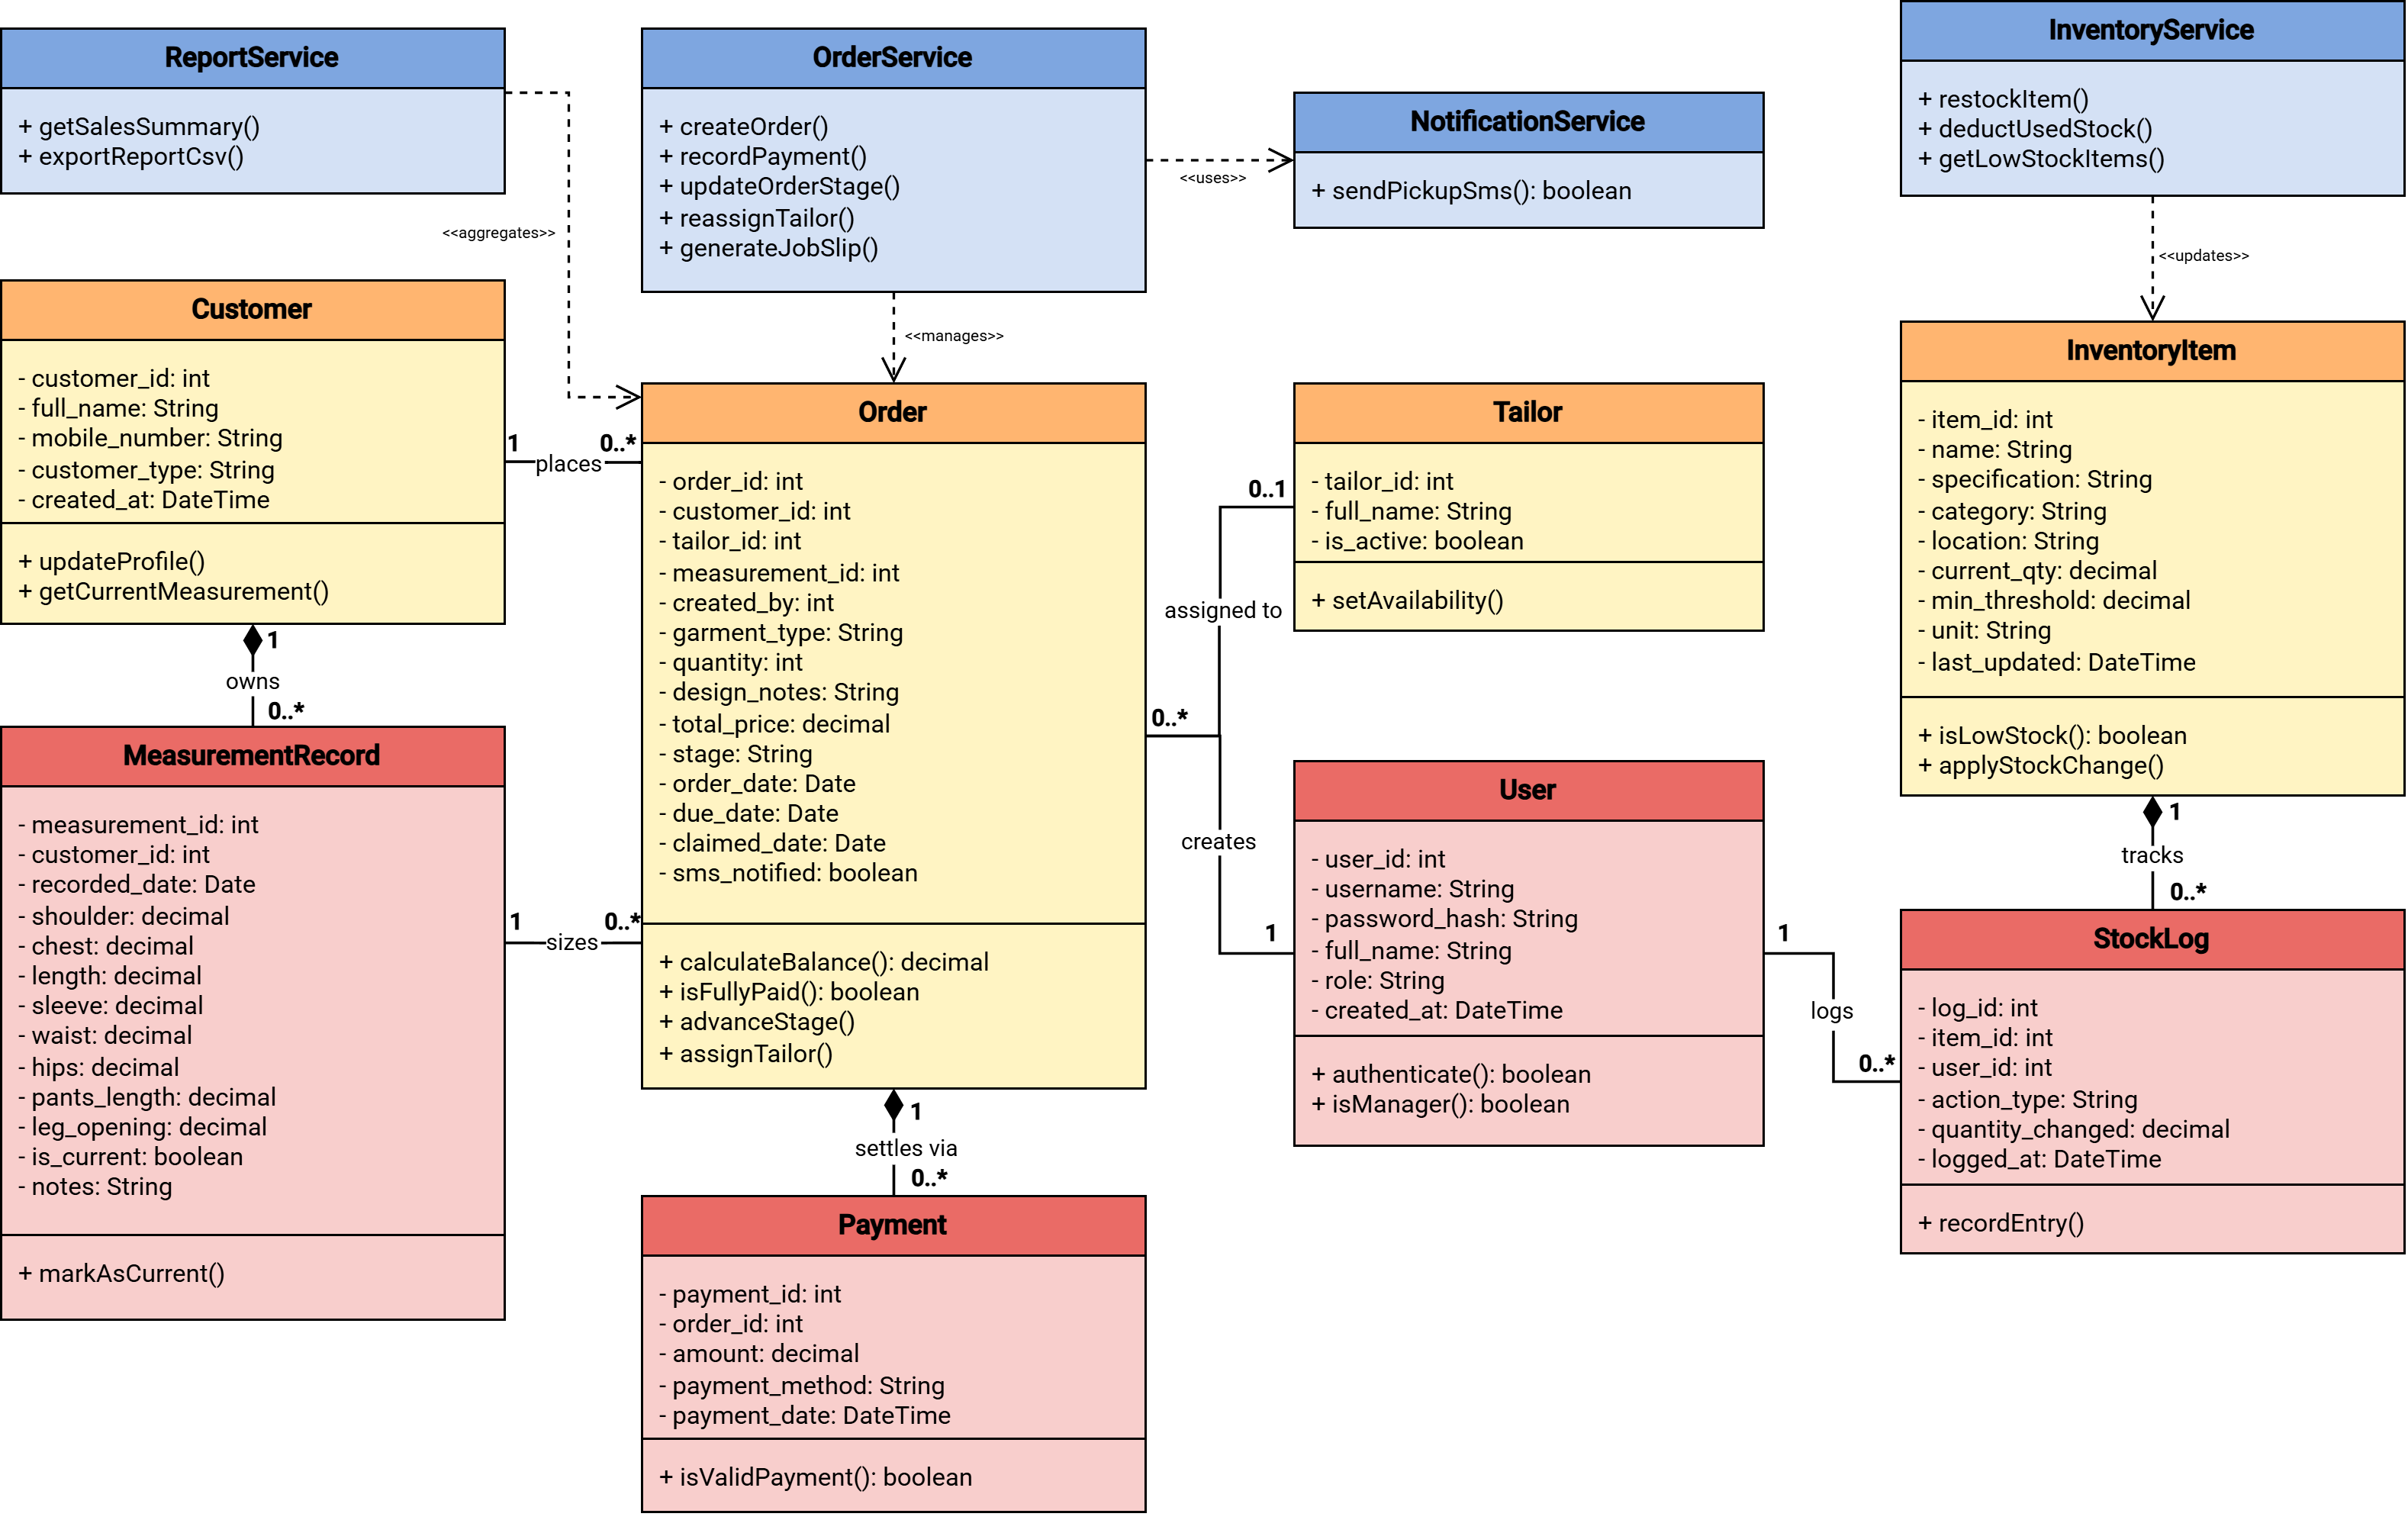 ReportService
+ getSalesSummary()
+ exportReportCsv()
OrderService
+ createOrder()
+ recordPayment()
+ updateOrderStage()
+ reassignTailor()
+ generateJobSlip()
NotificationService
+ sendPickupSms(): boolean
InventoryService
+ restockItem()
+ deductUsedStock()
+ getLowStockItems()
<<aggregates>>
<<uses>>
<<manages>>
<<updates>>
Customer
- customer_id: int
- full_name: String
- mobile_number: String
- customer_type: String
- created_at: DateTime
+ updateProfile()
+ getCurrentMeasurement()
1
places
0..*
1
owns
0..*
MeasurementRecord
- measurement_id: int
- customer_id: int
- recorded_date: Date
- shoulder: decimal
- chest: decimal
- length: decimal
- sleeve: decimal
- waist: decimal
- hips: decimal
- pants_length: decimal
- leg_opening: decimal
- is_current: boolean
- notes: String
+ markAsCurrent()
1
sizes
0..*
Order
- order_id: int
- customer_id: int
- tailor_id: int
- measurement_id: int
- created_by: int
- garment_type: String
- quantity: int
- design_notes: String
- total_price: decimal
- stage: String
- order_date: Date
- due_date: Date
- claimed_date: Date
- sms_notified: boolean
+ calculateBalance(): decimal
+ isFullyPaid(): boolean
+ advanceStage()
+ assignTailor()
1
settles via
0..*
Payment
- payment_id: int
- order_id: int
- amount: decimal
- payment_method: String
- payment_date: DateTime
+ isValidPayment(): boolean
0..1
assigned to
0..*
creates
1
Tailor
- tailor_id: int
- full_name: String
- is_active: boolean
+ setAvailability()
User
- user_id: int
- username: String
- password_hash: String
- full_name: String
- role: String
- created_at: DateTime
+ authenticate(): boolean
+ isManager(): boolean
1
logs
0..*
InventoryItem
- item_id: int
- name: String
- specification: String
- category: String
- location: String
- current_qty: decimal
- min_threshold: decimal
- unit: String
- last_updated: DateTime
+ isLowStock(): boolean
+ applyStockChange()
1
tracks
0..*
StockLog
- log_id: int
- item_id: int
- user_id: int
- action_type: String
- quantity_changed: decimal
- logged_at: DateTime
+ recordEntry()